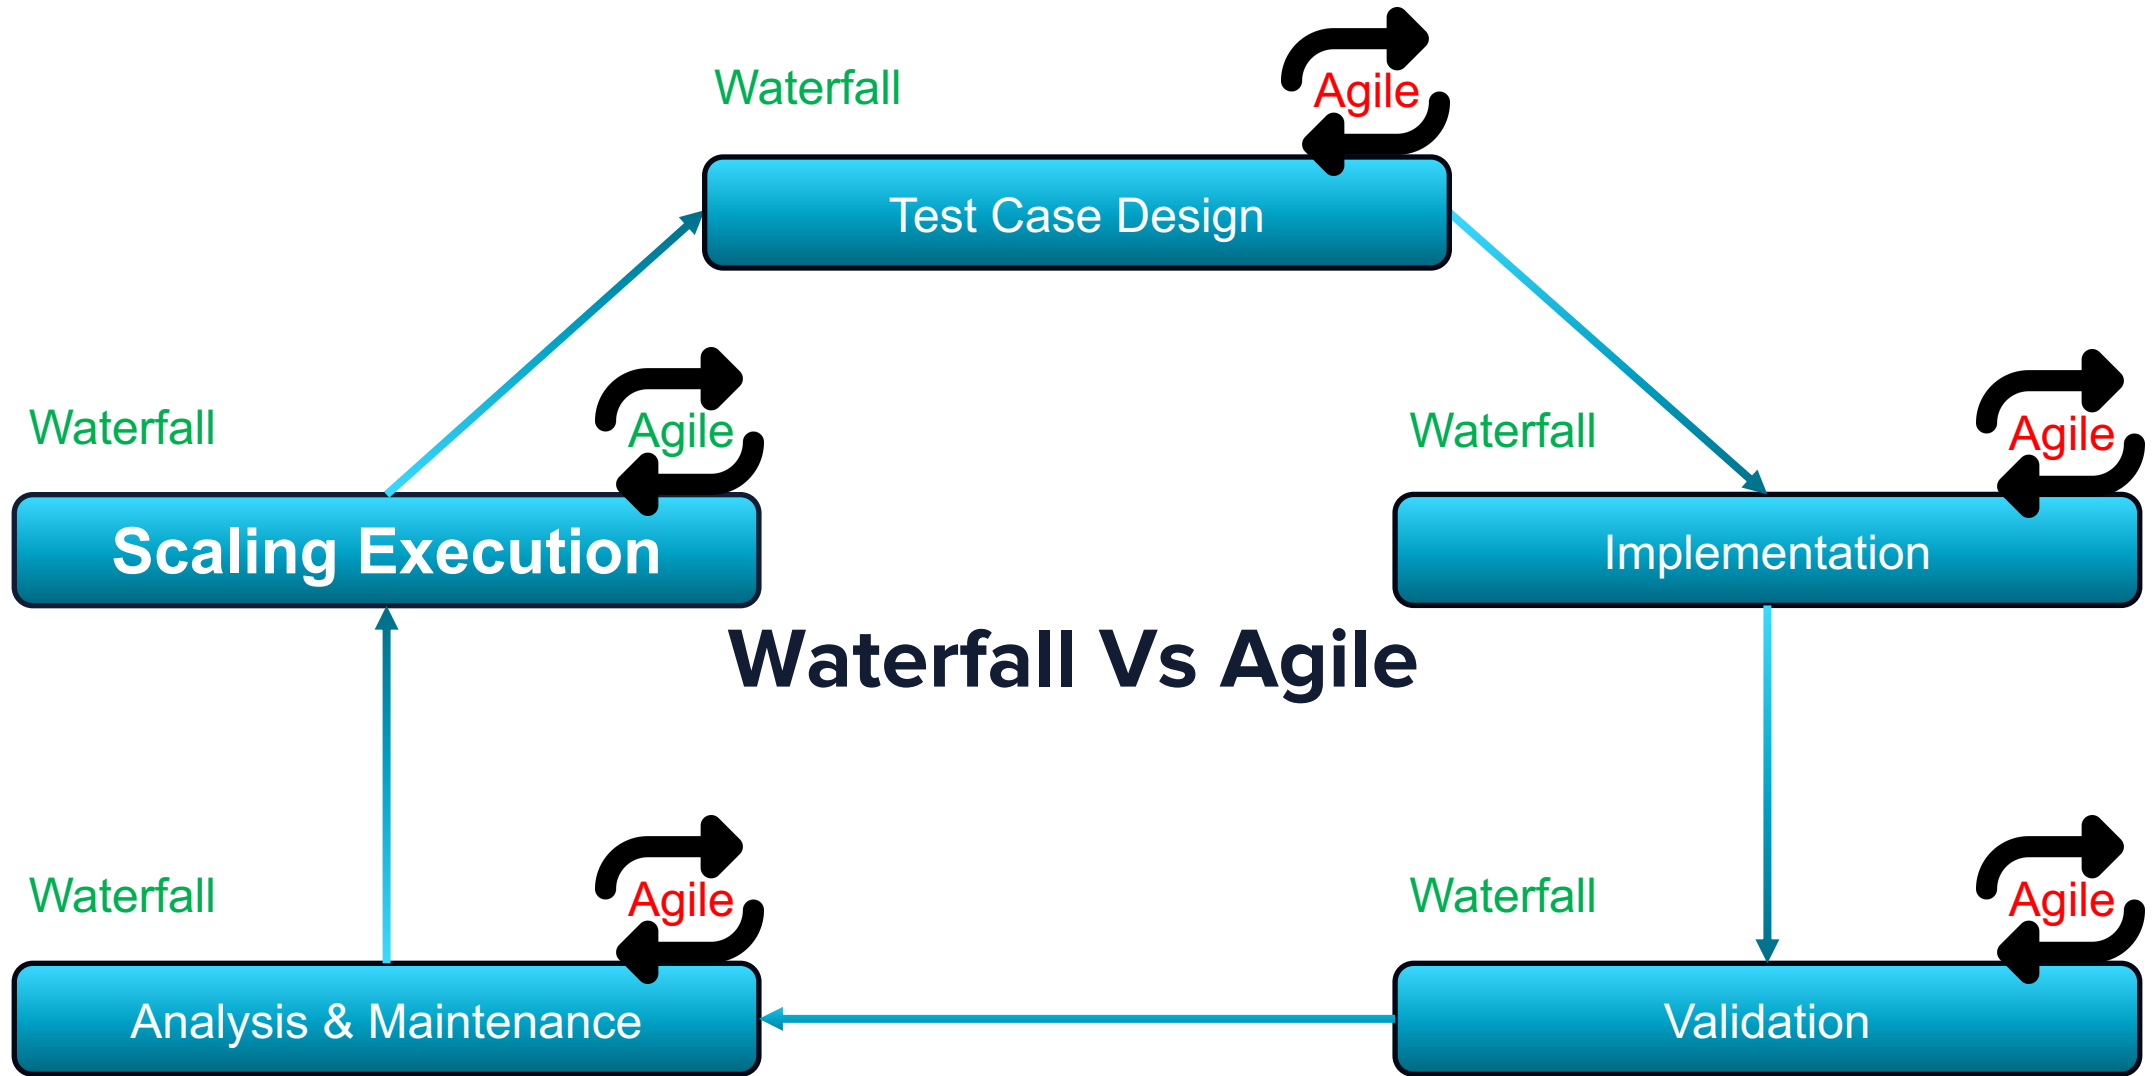 Waterfall
Agile
Test Case Design
Waterfall
Agile
Scaling Execution
Waterfall
Agile
Implementation
Waterfall Vs Agile
Waterfall
Agile
Analysis & Maintenance
Waterfall
Agile
Validation